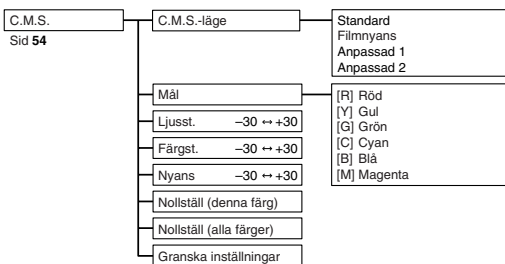 C.M.S.
Sid 54
C.M.S.-läge
Standard
Filmnyans
Anpassad 1
Anpassad 2
Mål
[R] Röd
[Y] Gul
[G] Grön
[C] Cyan
[B] Blå
[M] Magenta
Ljusst. –30 ↔ +30
Färgst. –30 ↔ +30
Nyans –30 ↔ +30
Nollställ (denna färg)
Nollställ (alla färger)
Granska inställningar